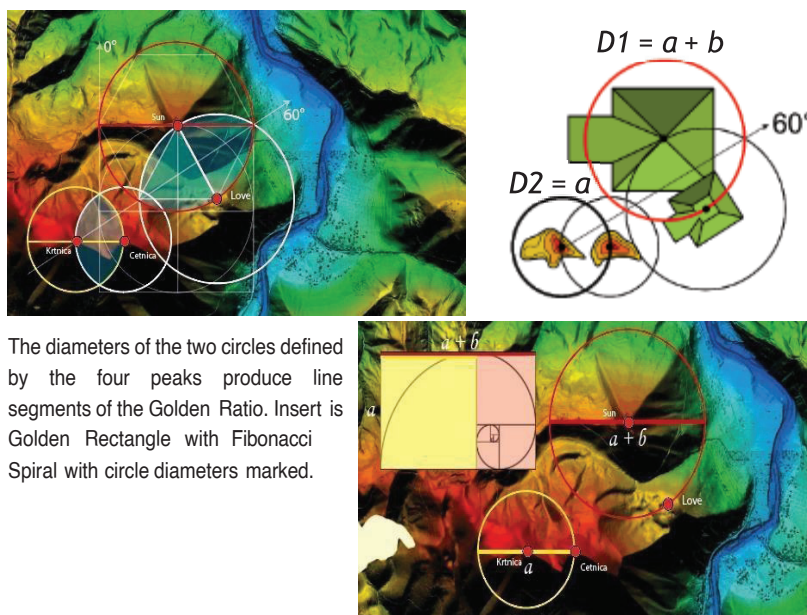 0°
Sun
60°
Love
Krtnica
Cetnica
D1 = a + b
60°
D2 = a
The diameters of the two circles defined
by the four peaks produce line
segments of the Golden Ratio. Insert is
Golden Rectangle with Fibonacci
Spiral with circle diameters marked.
a + b
a
Sun
a + b
Love
Krtnica
a
Cetnica